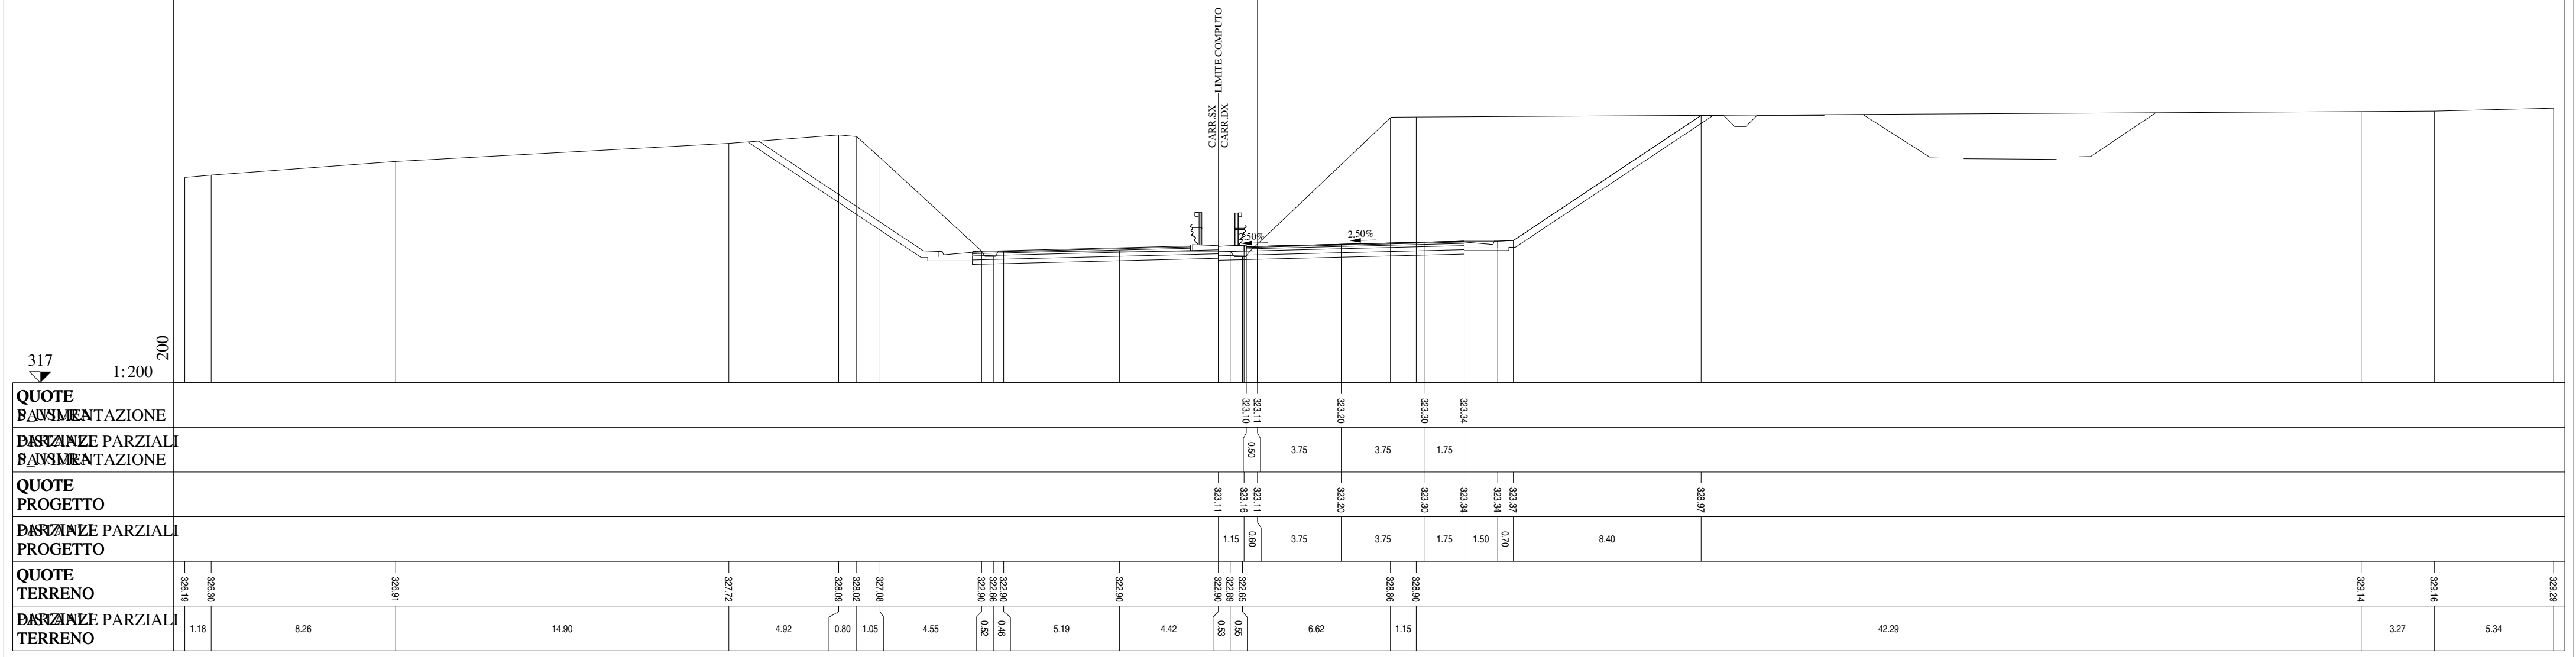 LIMITE COMPUTO
CARR.SX
CARR.DX
2.50%
2.50%
200
317
1:200
QUOTE
PAVIMENTAZIONE
323.10 323.11 323.20 323.30 323.34
PARZIALI
DISTANZE PARZIALI
PAVIMENTAZIONE
0.50 3.75 3.75 1.75
QUOTE
PROGETTO
323.11 323.16 323.11 323.20 323.30 323.34 323.34 323.37 328.97
PARZIALI
DISTANZE PARZIALI
PROGETTO
1.15 0.60 3.75 3.75 1.75 1.50 0.70 8.40
QUOTE
TERRENO
326.19 326.30 326.91 327.72 328.09 328.02 327.08 322.90 322.66 322.90 322.90 322.90 322.89 322.65 328.86 328.90 329.14 329.16 329.29
PARZIALI
DISTANZE PARZIALI
TERRENO
1.18 8.26 14.90 4.92 0.80 1.05 4.55 0.52 0.46 5.19 4.42 0.53 0.55 6.62 1.15 42.29 3.27 5.34